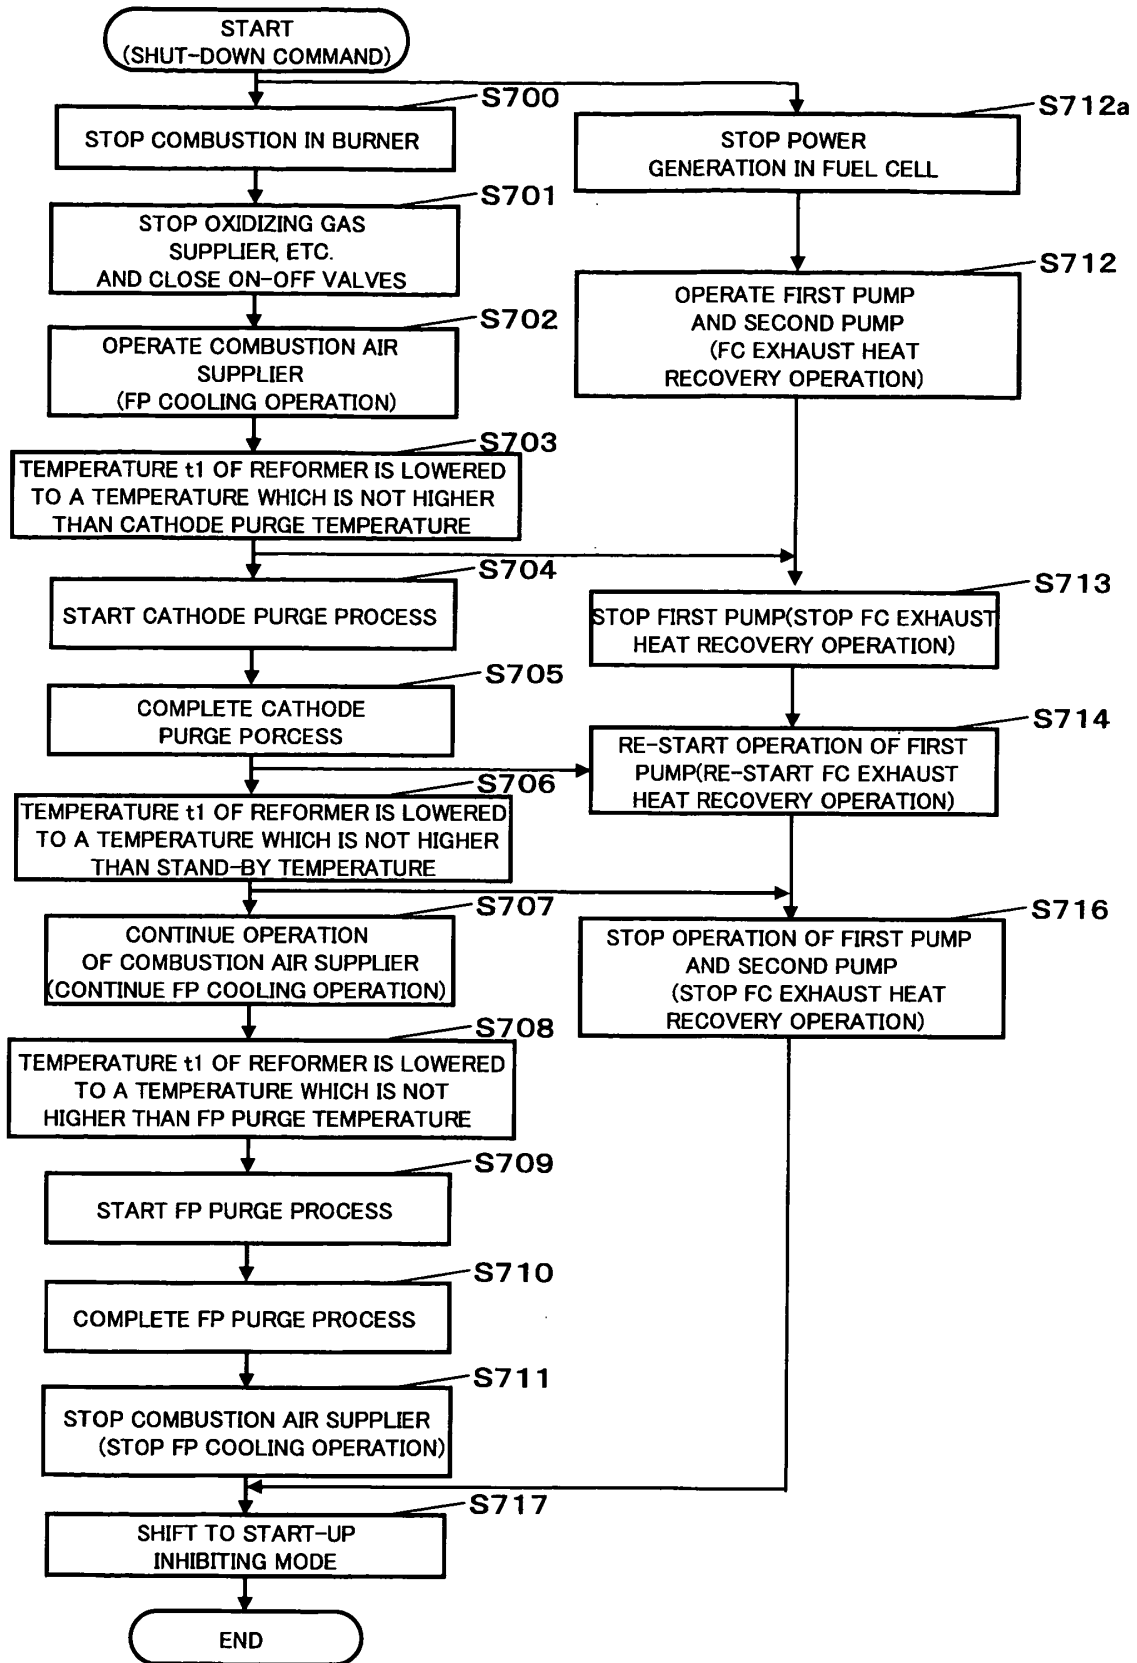 START
(SHUT-DOWN COMMAND)
S700
STOP COMBUSTION IN BURNER
S701
STOP OXIDIZING GAS
SUPPLIER, ETC.
AND CLOSE ON-OFF VALVES
S702
OPERATE COMBUSTION AIR
SUPPLIER
(FP COOLING OPERATION)
S703
TEMPERATURE t1 OF REFORMER IS LOWERED
TO A TEMPERATURE WHICH IS NOT HIGHER
THAN CATHODE PURGE TEMPERATURE
S704
START CATHODE PURGE PROCESS
S705
COMPLETE CATHODE
PURGE PORCESS
S706
TEMPERATURE t1 OF REFORMER IS LOWERED
TO A TEMPERATURE WHICH IS NOT HIGHER
THAN STAND-BY TEMPERATURE
S707
CONTINUE OPERATION
OF COMBUSTION AIR SUPPLIER
(CONTINUE FP COOLING OPERATION)
S708
TEMPERATURE t1 OF REFORMER IS LOWERED
TO A TEMPERATURE WHICH IS NOT
HIGHER THAN FP PURGE TEMPERATURE
S709
START FP PURGE PROCESS
S710
COMPLETE FP PURGE PROCESS
S711
STOP COMBUSTION AIR SUPPLIER
(STOP FP COOLING OPERATION)
S712a
STOP POWER
GENERATION IN FUEL CELL
S712
OPERATE FIRST PUMP
AND SECOND PUMP
(FC EXHAUST HEAT
RECOVERY OPERATION)
S713
STOP FIRST PUMP(STOP FC EXHAUST
HEAT RECOVERY OPERATION)
S714
RE-START OPERATION OF FIRST
PUMP(RE-START FC EXHAUST
HEAT RECOVERY OPERATION)
S716
STOP OPERATION OF FIRST PUMP
AND SECOND PUMP
(STOP FC EXHAUST HEAT
RECOVERY OPERATION)
S717
SHIFT TO START-UP
INHIBITING MODE
END